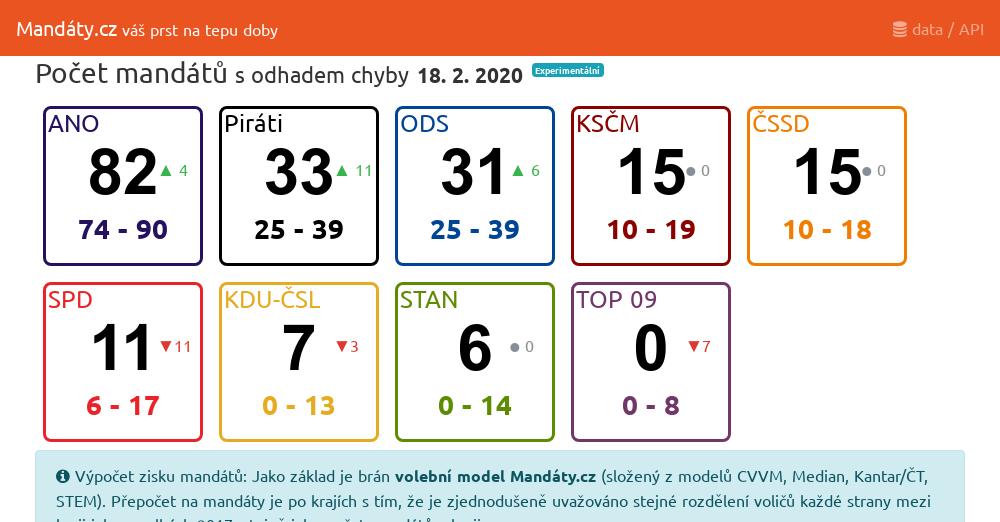 Mandáty.cz váš prst na tepu doby
data / API
Počet mandátů s odhadem chyby 18. 2. 2020 Experimentální
ANO
82 ▲ 4
74 - 90
Piráti
33 ▲ 11
25 - 39
ODS
31 ▲ 6
25 - 39
KSČM
15 ● 0
10 - 19
ČSSD
15 ● 0
10 - 18
SPD
11 ▼11
6 - 17
KDU-ČSL
7 ▼3
0 - 13
STAN
6 ● 0
0 - 14
TOP 09
0 ▼7
0 - 8
Výpočet zisku mandátů: Jako základ je brán volební model Mandáty.cz (složený z modelů CVVM, Median, Kantar/ČT,
STEM). Přepočet na mandáty je po krajích s tím, že je zjednodušeně uvažováno stejné rozdělení voličů každé strany mezi